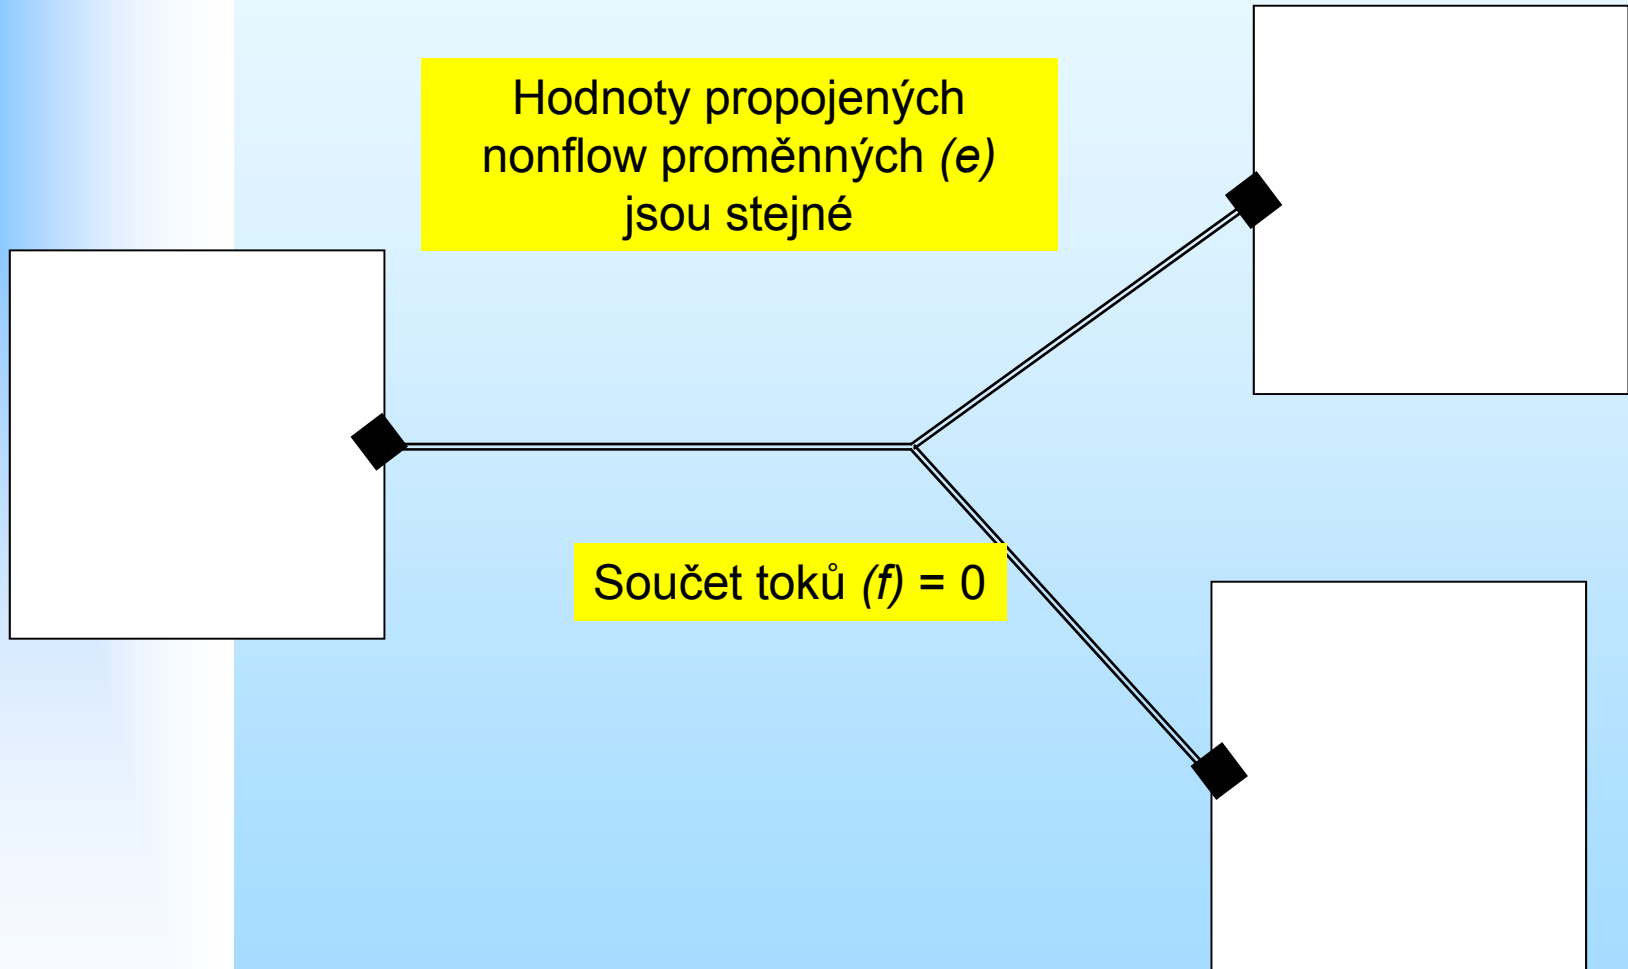 Hodnoty propojených
nonflow proměnných (e)
jsou stejné
Součet toků (f) = 0